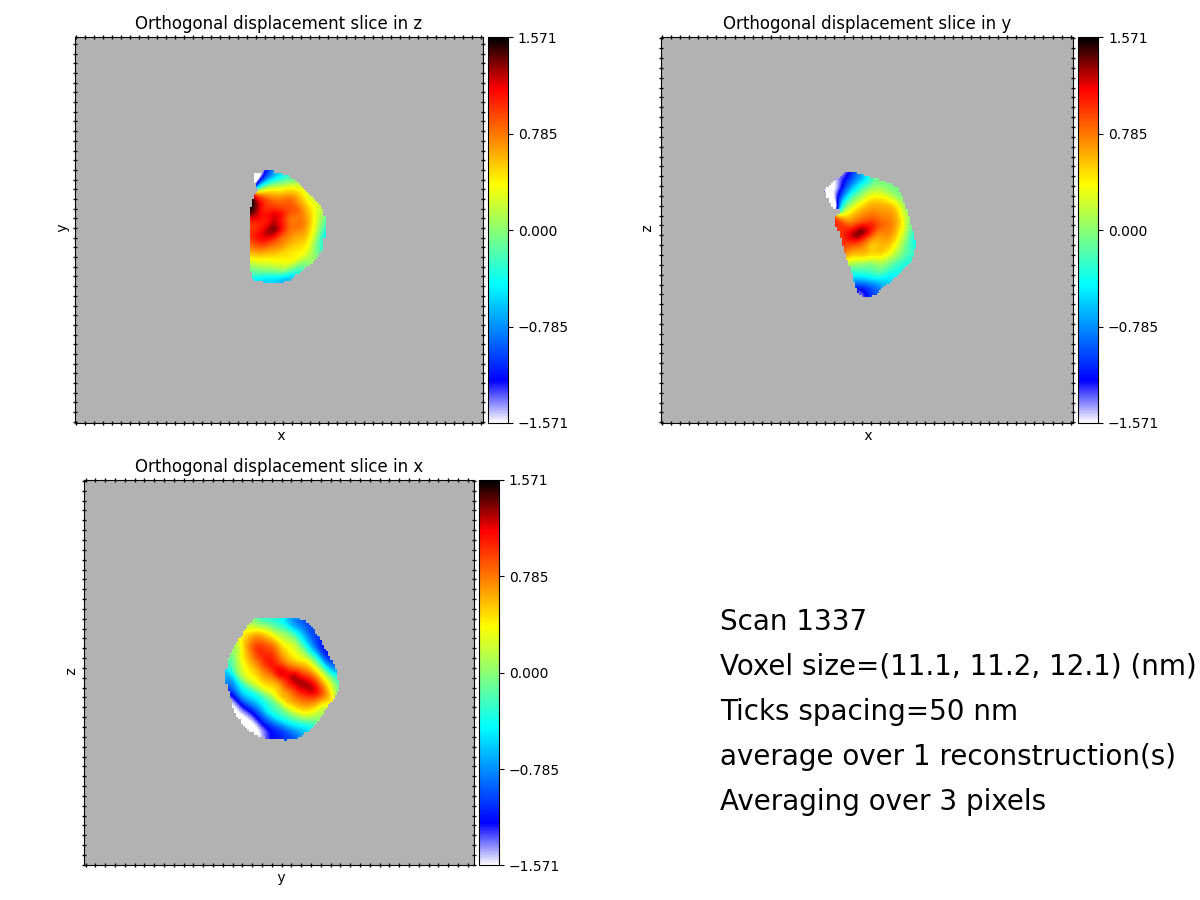 Orthogonal displacement slice in z
1.571
0.785
0.000
−0.785
−1.571
y
x
Orthogonal displacement slice in y
1.571
0.785
0.000
−0.785
−1.571
z
x
Orthogonal displacement slice in x
1.571
0.785
0.000
−0.785
−1.571
z
y
Scan 1337
Voxel size=(11.1, 11.2, 12.1) (nm)
Ticks spacing=50 nm
average over 1 reconstruction(s)
Averaging over 3 pixels